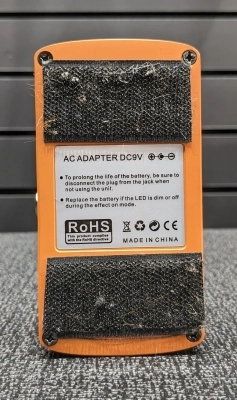 AC ADAPTER DC9V
● To prolong the life of the battery, be sure to
disconnect the plug from the jack when
not using the unit.
● Replace the battery if the LED is dim or off
during the effect on mode.
RoHS
This product complies
with the RoHS directive
CE
MADE IN CHINA